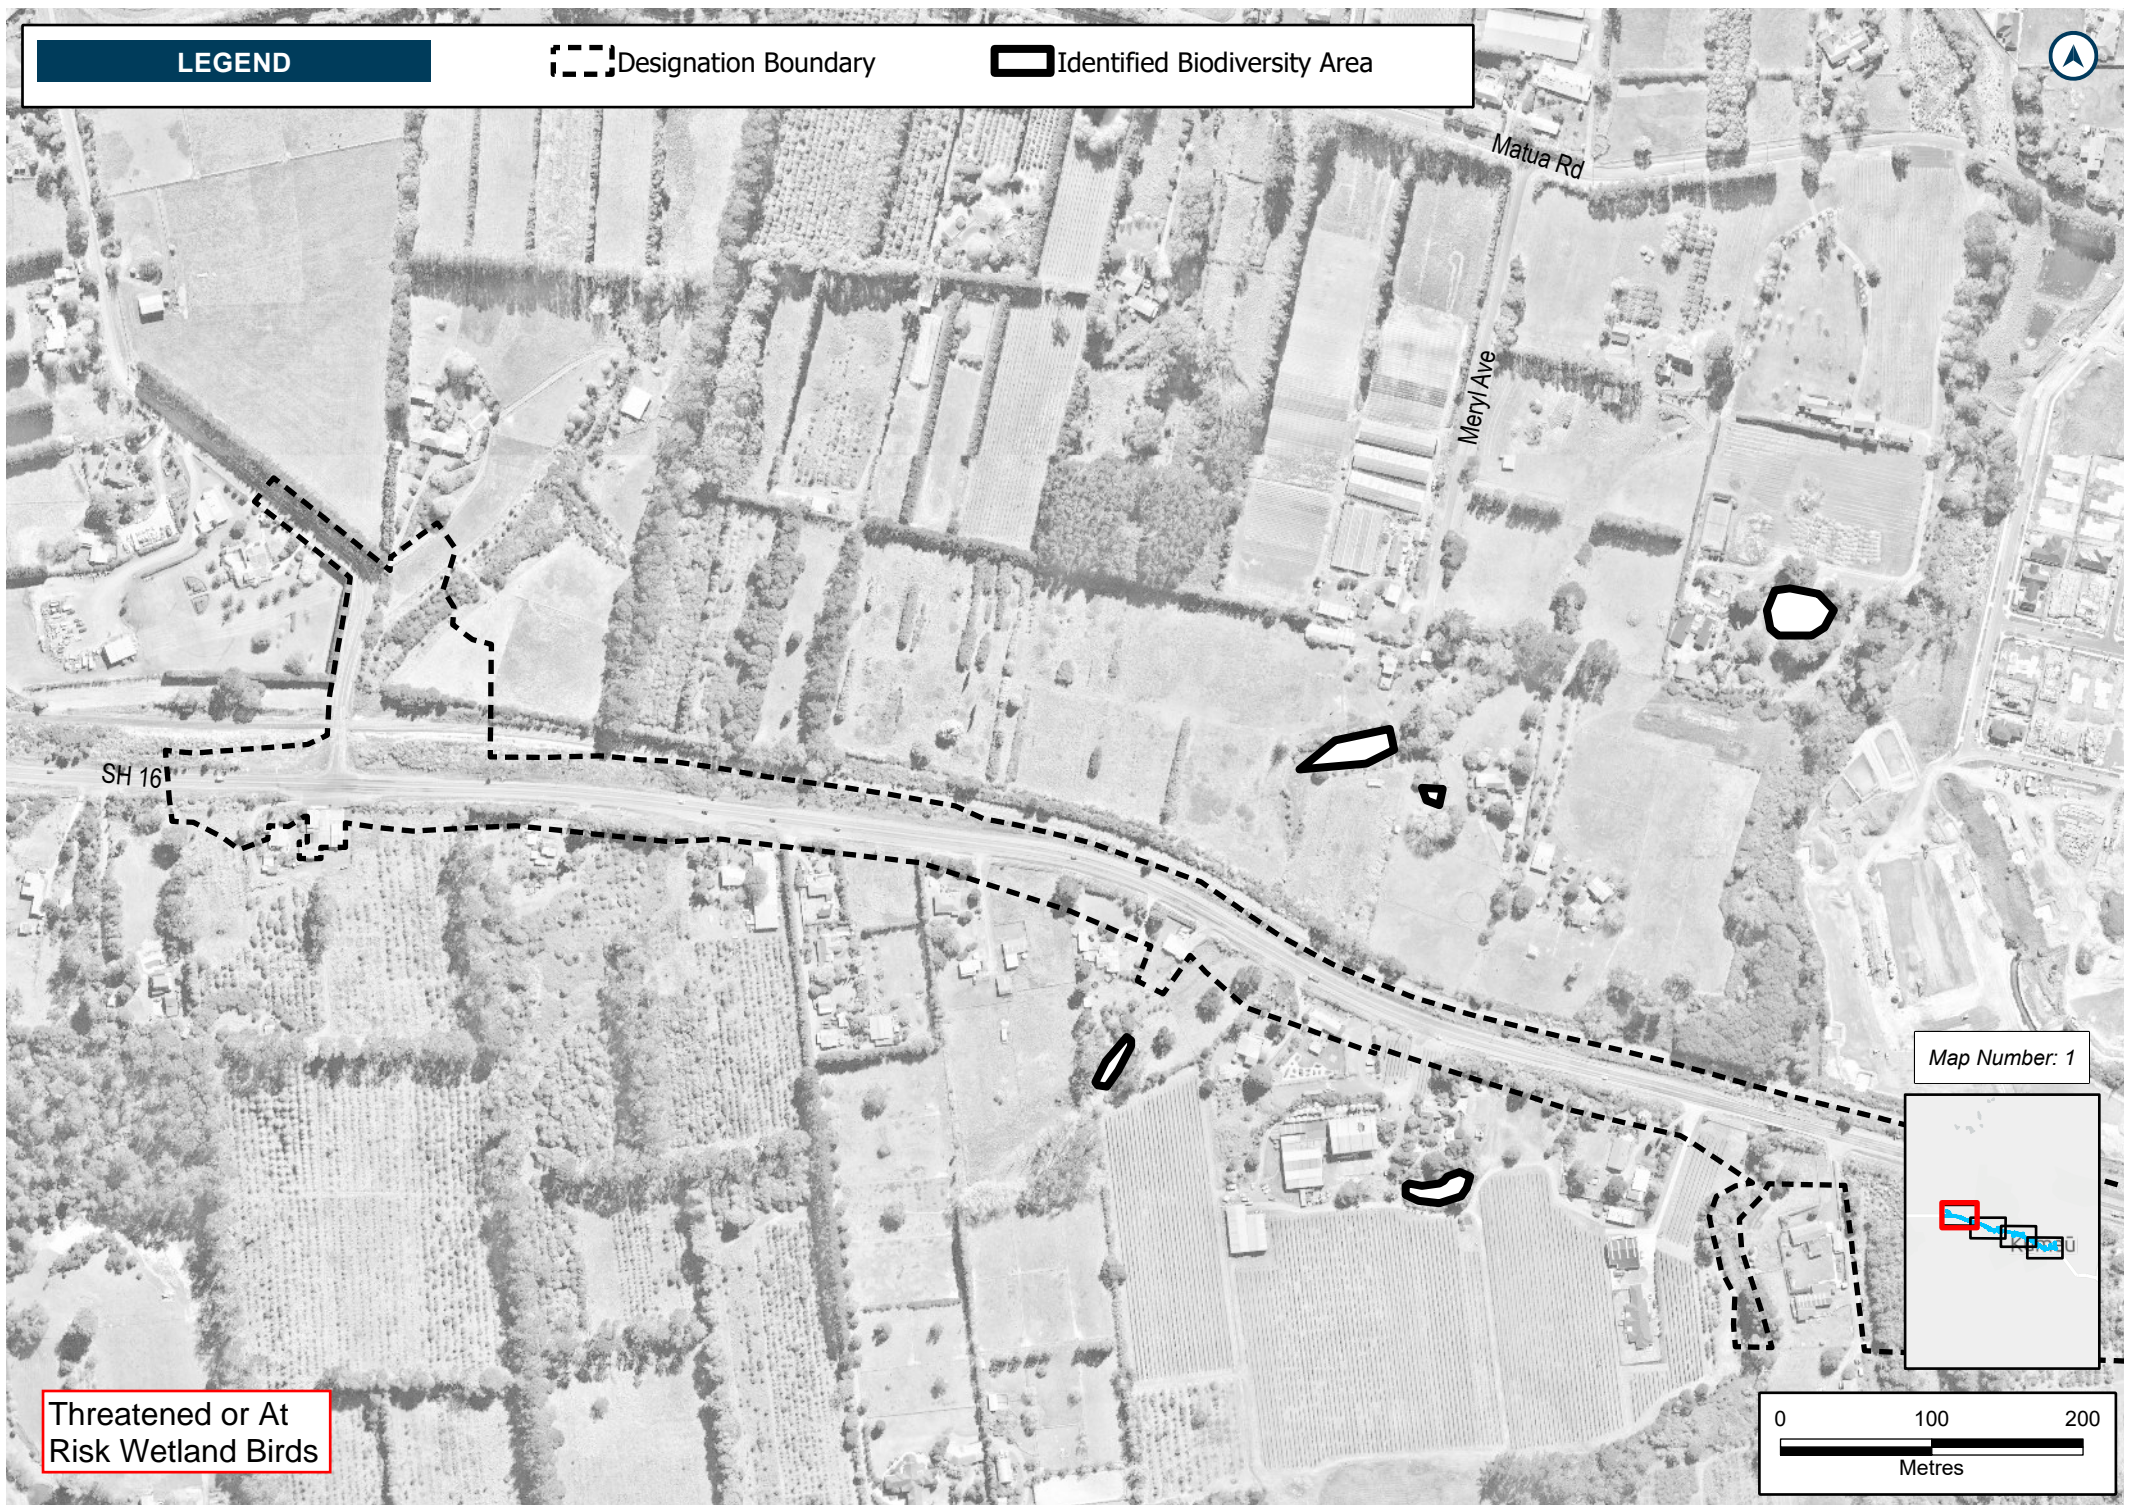 LEGEND
Designation Boundary
Identified Biodiversity Area
Matua Rd
Meryl Ave
SH 16
Map Number: 1
Kumeū
0 100 200
Metres
Threatened or At
Risk Wetland Birds